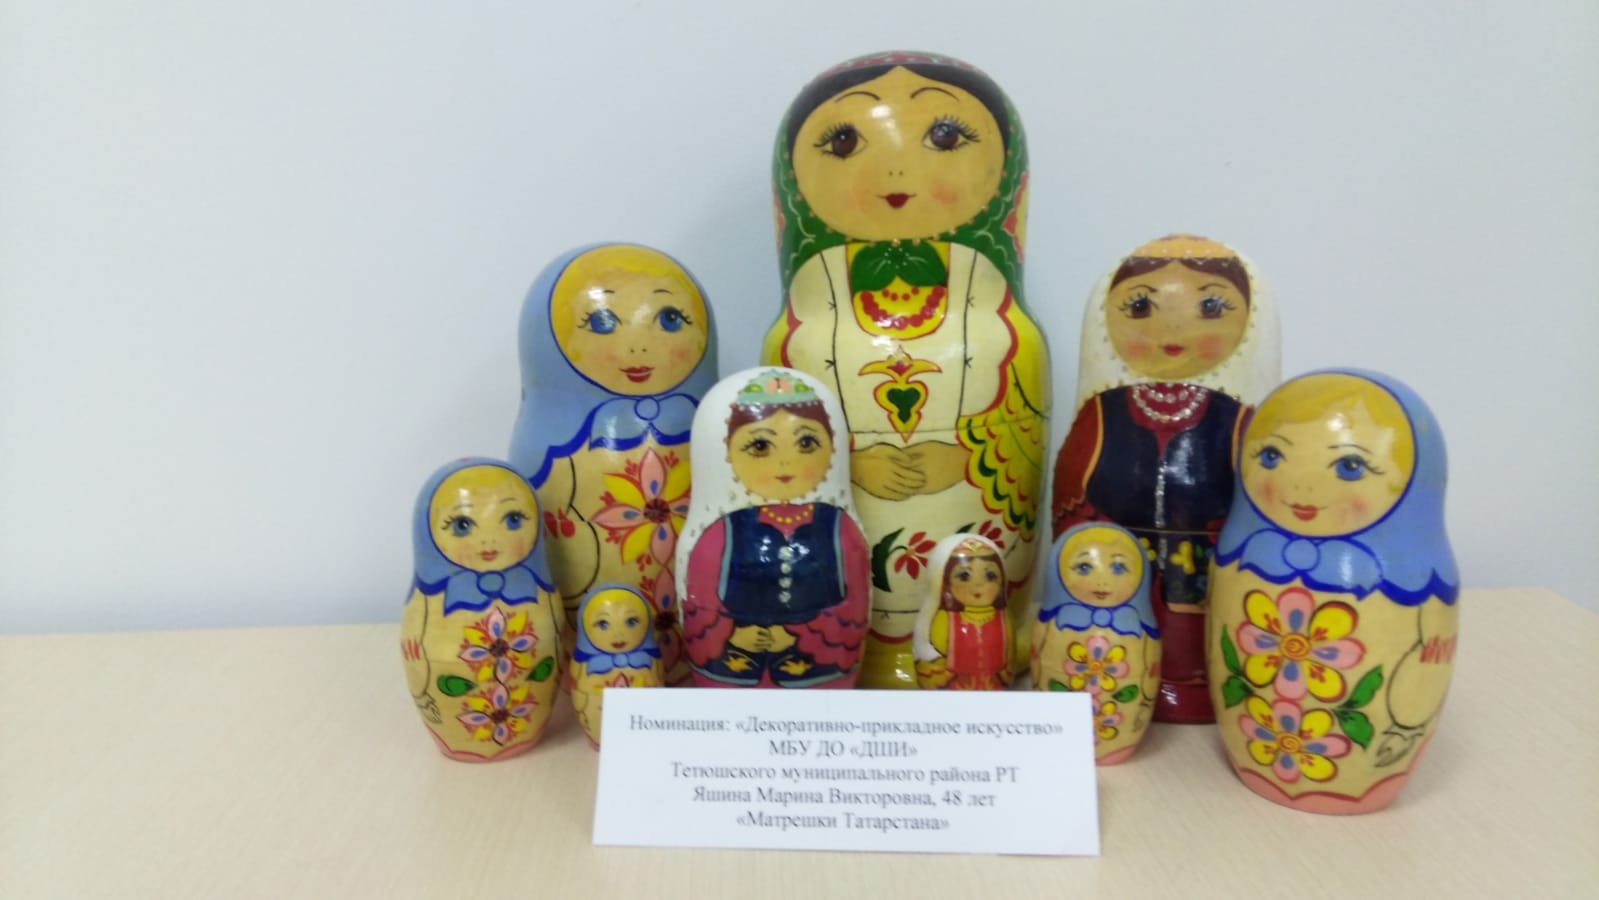 Номинация: «Декоративно-прикладное искусство»
МБУ ДО «ДШИ»
Тетюшского муниципального района РТ
Яшина Марина Викторовна, 48 лет
«Матрешки Татарстана»